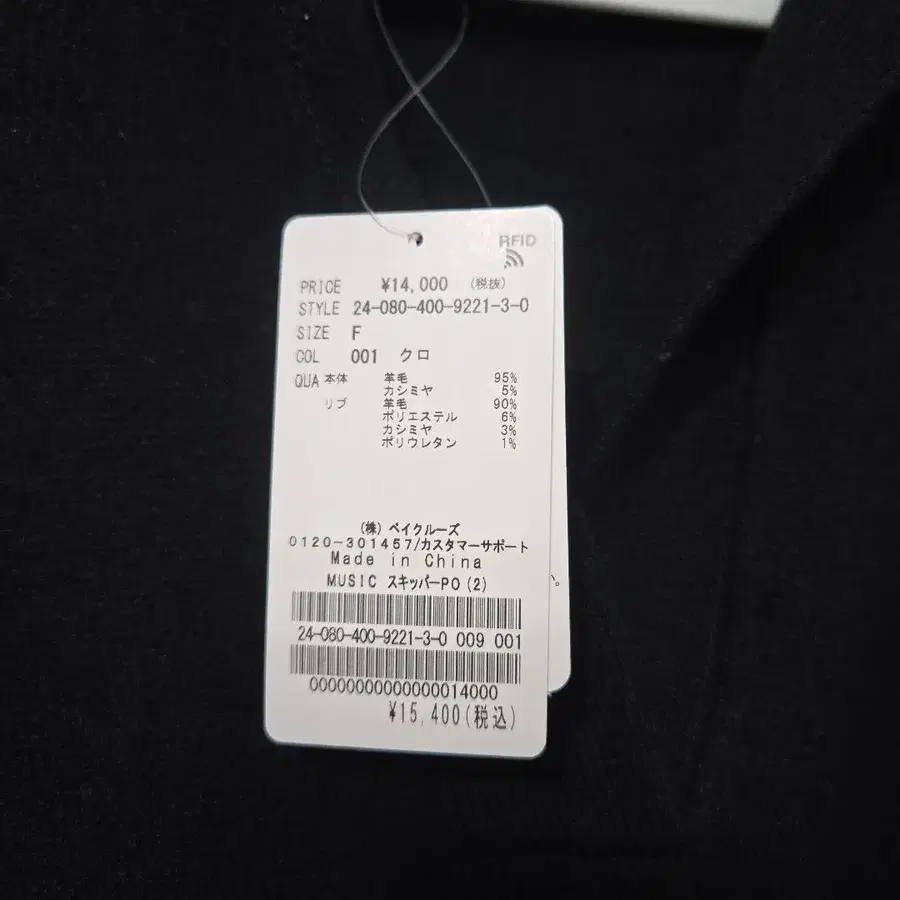 RFID
PRICE ¥14,000 (税抜)
STYLE 24-080-400-9221-3-0
SIZE F
COL 001 クロ
QUA 本体 羊毛 95%
カシミヤ 5%
リブ 羊毛 90%
ポリエステル 6%
カシミヤ 3%
ポリウレタン 1%
(株) ベイクルーズ
0120-301457/カスタマーサポート
Made in China
MUSIC スキッパーPO (2)
24-080-400-9221-3-0 009 001
0000000000000014000
¥15,400(税込)